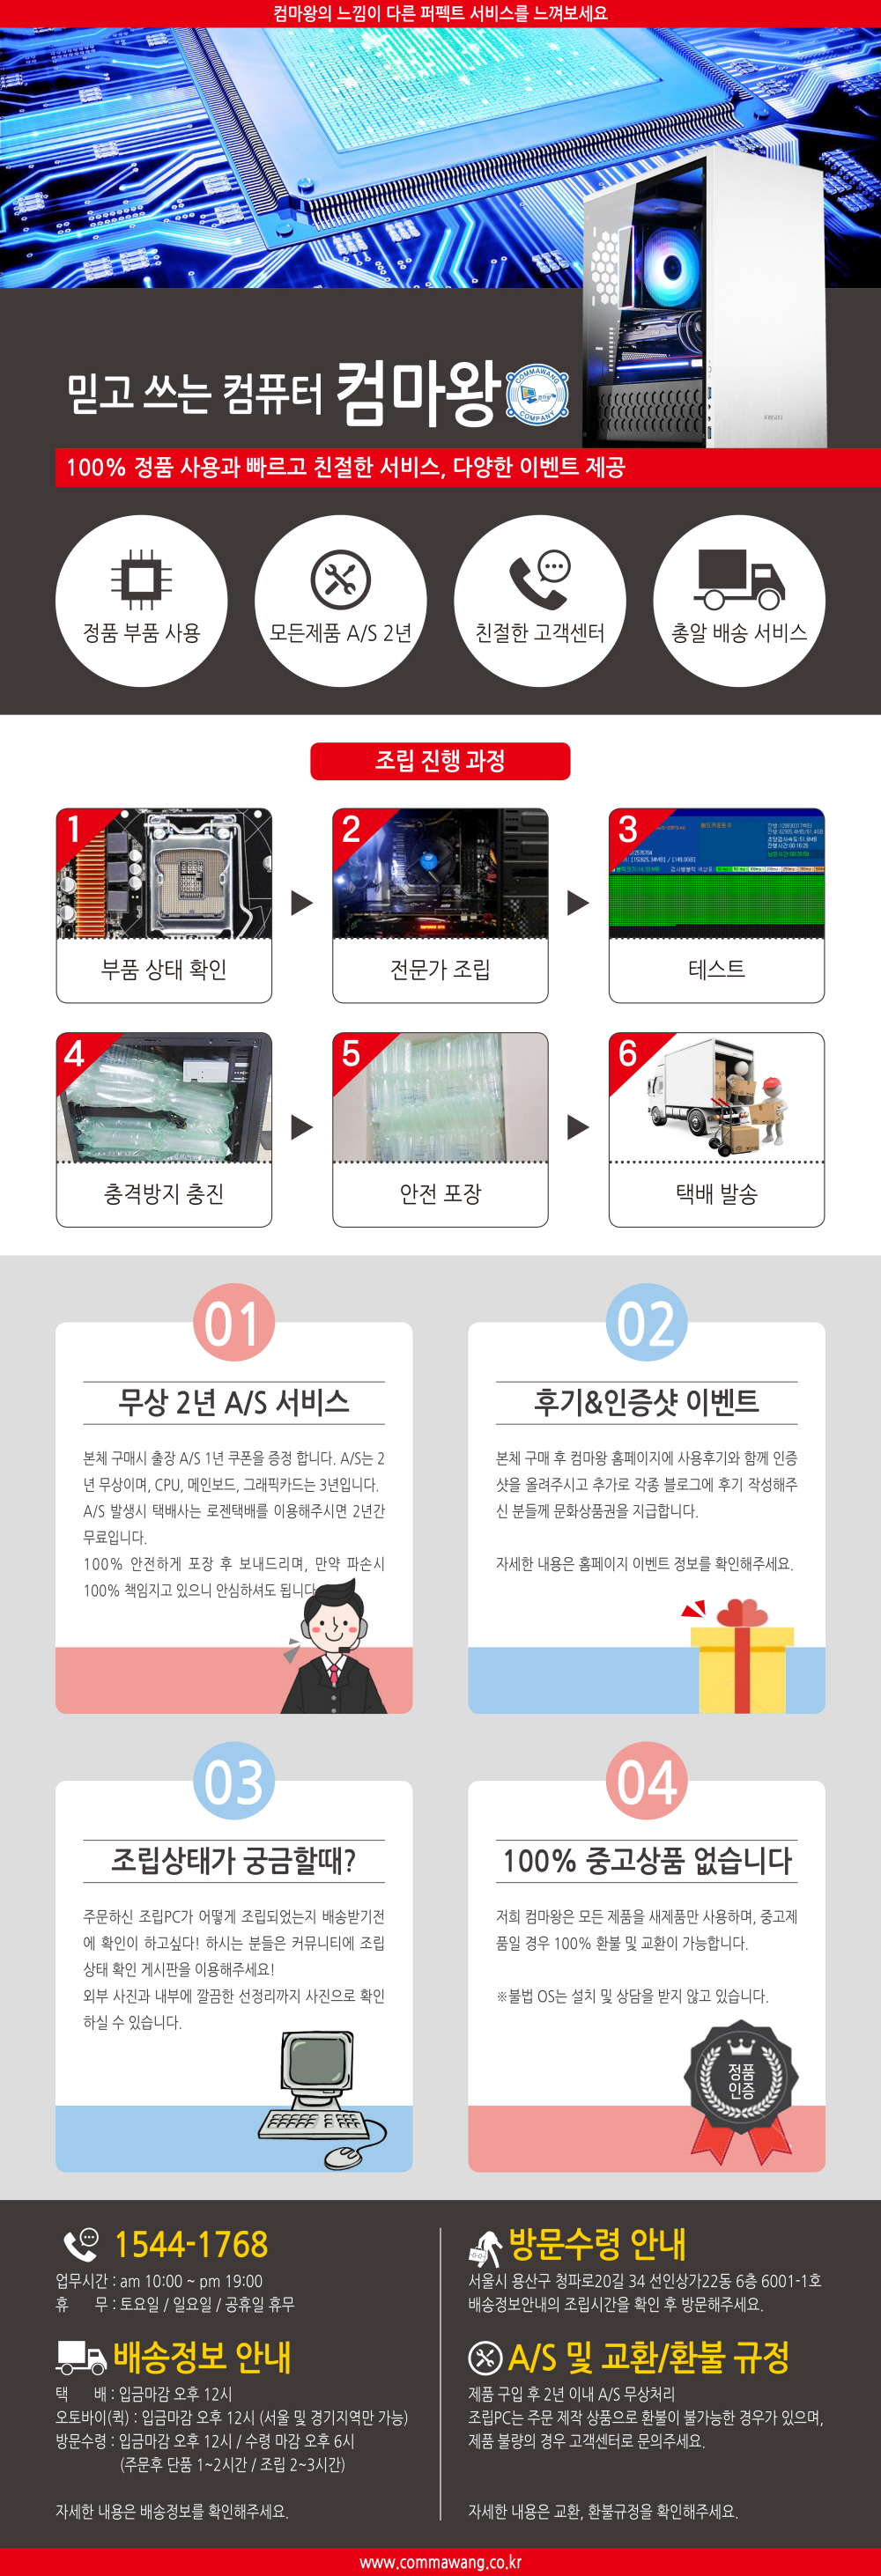 컴마왕의 느낌이 다른 퍼펙트 서비스를 느껴보세요
믿고 쓰는 컴퓨터 컴마왕
COMMAWANG
COMPANY
100% 정품 사용과 빠르고 친절한 서비스, 다양한 이벤트 제공
정품 부품 사용
모든제품 A/S 2년
친절한 고객센터
총알 배송 서비스
조립 진행 과정
1
부품 상태 확인
2
전문가 조립
3
테스트
4
충격방지 충진
5
안전 포장
6
택배 발송
01
무상 2년 A/S 서비스
본체 구매시 출장 A/S 1년 쿠폰을 증정 합니다. A/S는 2
년 무상이며, CPU, 메인보드, 그래픽카드는 3년입니다.
A/S 발생시 택배사는 로젠택배를 이용해주시면 2년간
무료입니다.
100% 안전하게 포장 후 보내드리며, 만약 파손시
100% 책임지고 있으니 안심하셔도 됩니다
02
후기&인증샷 이벤트
본체 구매 후 컴마왕 홈페이지에 사용후기와 함께 인증
샷을 올려주시고 추가로 각종 블로그에 후기 작성해주
신 분들께 문화상품권을 지급합니다.
자세한 내용은 홈페이지 이벤트 정보를 확인해주세요.
03
조립상태가 궁금할때?
주문하신 조립PC가 어떻게 조립되었는지 배송받기전
에 확인이 하고싶다! 하시는 분들은 커뮤니티에 조립
상태 확인 게시판을 이용해주세요!
외부 사진과 내부에 깔끔한 선정리까지 사진으로 확인
하실 수 있습니다.
04
100% 중고상품 없습니다
저희 컴마왕은 모든 제품을 새제품만 사용하며, 중고제
품일 경우 100% 환불 및 교환이 가능합니다.
※불법 OS는 설치 및 상담을 받지 않고 있습니다.
정품
인증
1544-1768
업무시간 : am 10:00 ~ pm 19:00
휴 무 : 토요일 / 일요일 / 공휴일 휴무
배송정보 안내
택 배 : 입금마감 오후 12시
오토바이(퀵) : 입금마감 오후 12시 (서울 및 경기지역만 가능)
방문수령 : 입금마감 오후 12시 / 수령 마감 오후 6시
(주문후 단품 1~2시간 / 조립 2~3시간)
자세한 내용은 배송정보를 확인해주세요.
방문수령 안내
서울시 용산구 청파로20길 34 선인상가22동 6층 6001-1호
배송정보안내의 조립시간을 확인 후 방문해주세요.
A/S 및 교환/환불 규정
제품 구입 후 2년 이내 A/S 무상처리
조립PC는 주문 제작 상품으로 환불이 불가능한 경우가 있으며,
제품 불량의 경우 고객센터로 문의주세요.
자세한 내용은 교환, 환불규정을 확인해주세요.
www.commawang.co.kr